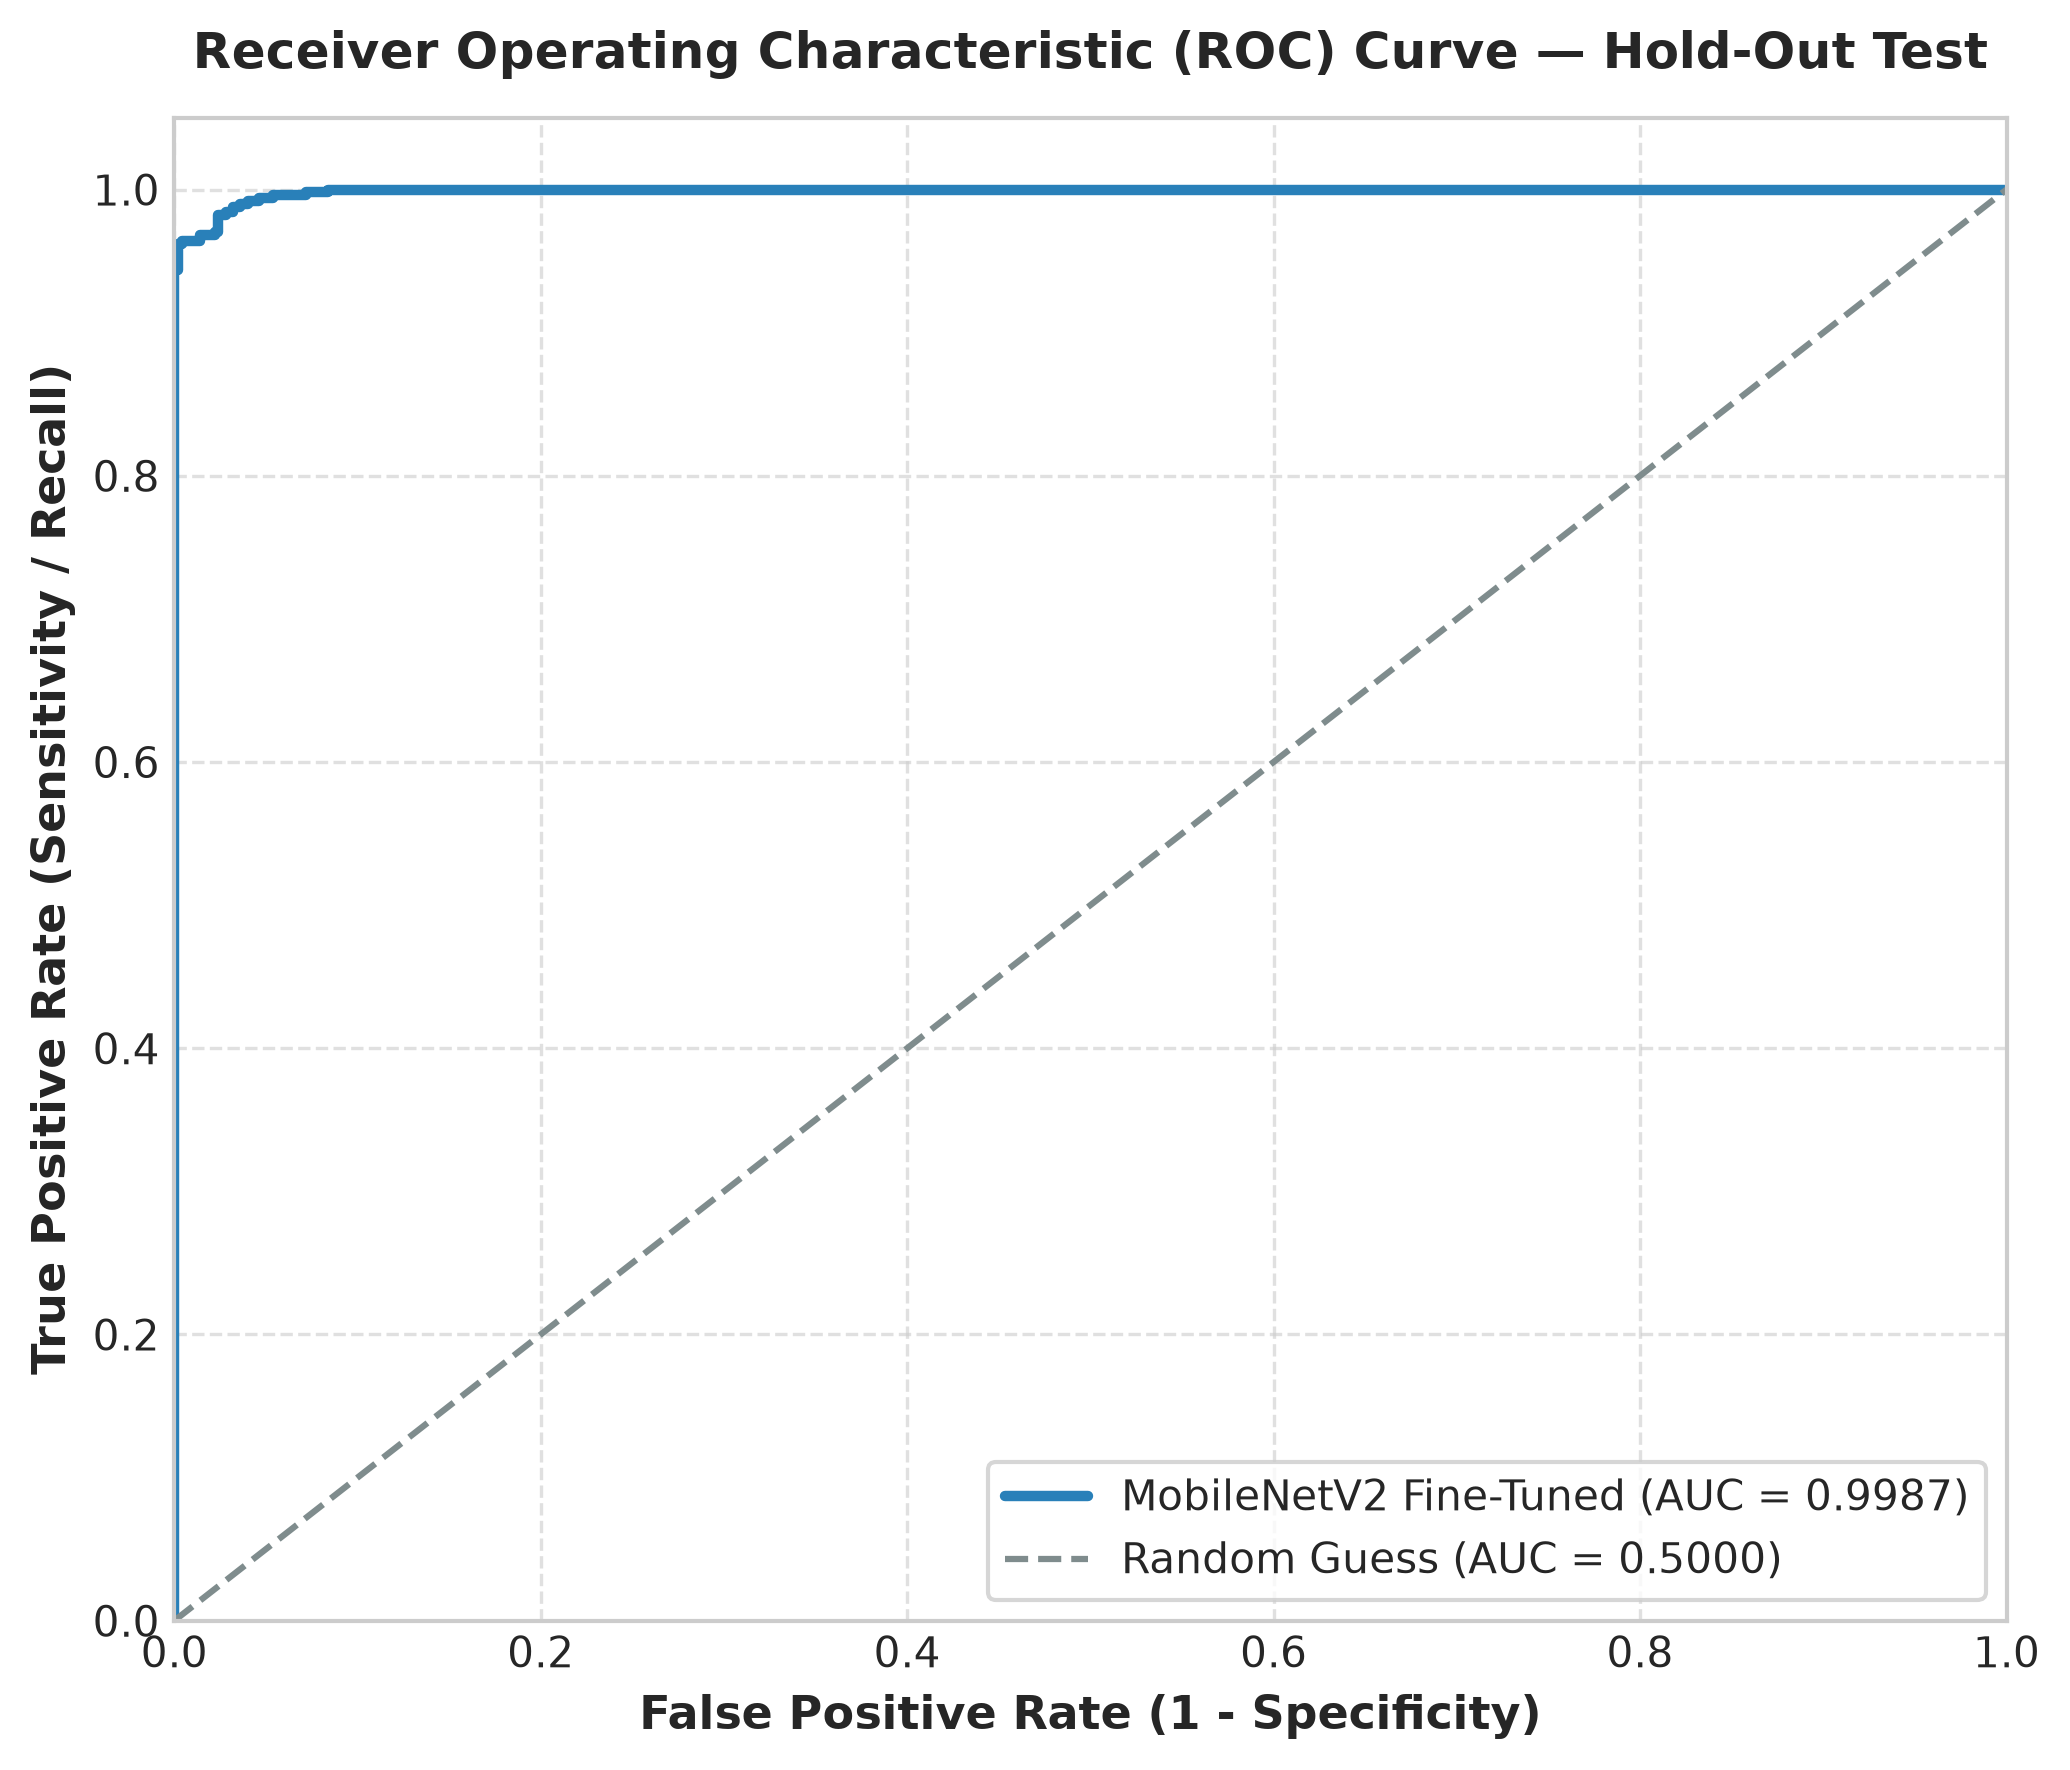 Receiver Operating Characteristic (ROC) Curve — Hold-Out Test
True Positive Rate (Sensitivity / Recall)
1.0
0.8
0.6
0.4
0.2
0.0
0.0 0.2 0.4 0.6 0.8 1.0
False Positive Rate (1 - Specificity)
MobileNetV2 Fine-Tuned (AUC = 0.9987)
Random Guess (AUC = 0.5000)